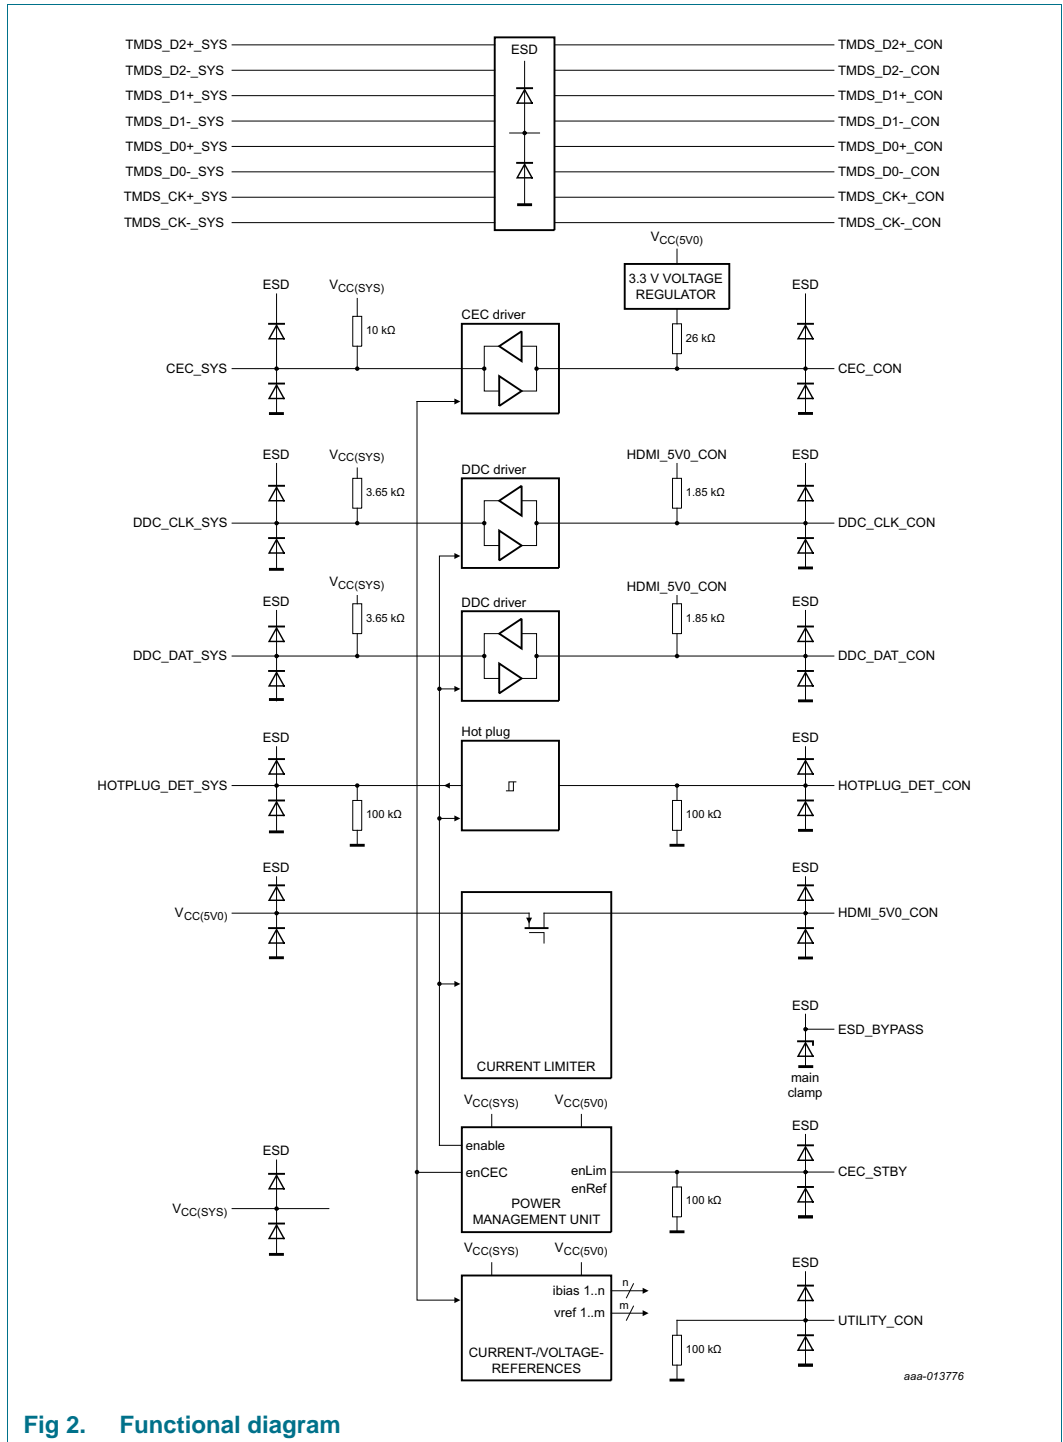 TMDS_D2+_SYS
ESD
TMDS_D2+_CON
TMDS_D2-_SYS
TMDS_D2-_CON
TMDS_D1+_SYS
TMDS_D1+_CON
TMDS_D1-_SYS
TMDS_D1-_CON
TMDS_D0+_SYS
TMDS_D0+_CON
TMDS_D0-_SYS
TMDS_D0-_CON
TMDS_CK+_SYS
TMDS_CK+_CON
TMDS_CK-_SYS
TMDS_CK-_CON
VCC(5V0)
3.3 V VOLTAGE
REGULATOR
ESD
VCC(SYS)
ESD
CEC driver
10 kΩ
26 kΩ
CEC_SYS
CEC_CON
ESD
VCC(SYS)
HDMI_5V0_CON
ESD
DDC driver
3.65 kΩ
1.85 kΩ
DDC_CLK_SYS
DDC_CLK_CON
VCC(SYS)
HDMI_5V0_CON
ESD
DDC driver
ESD
3.65 kΩ
1.85 kΩ
DDC_DAT_SYS
DDC_DAT_CON
ESD
Hot plug
ESD
HOTPLUG_DET_SYS
HOTPLUG_DET_CON
100 kΩ
100 kΩ
ESD
ESD
VCC(5V0)
HDMI_5V0_CON
CURRENT LIMITER
ESD
ESD_BYPASS
main
clamp
VCC(SYS)
VCC(5V0)
ESD
ESD
enable
enCEC
enLim
CEC_STBY
enRef
100 kΩ
POWER
MANAGEMENT UNIT
VCC(SYS)
VCC(SYS)
VCC(5V0)
ESD
ibias 1..n
n
vref 1..m
m
UTILITY_CON
100 kΩ
CURRENT-/VOLTAGE-
REFERENCES
aaa-013776
Fig 2. Functional diagram